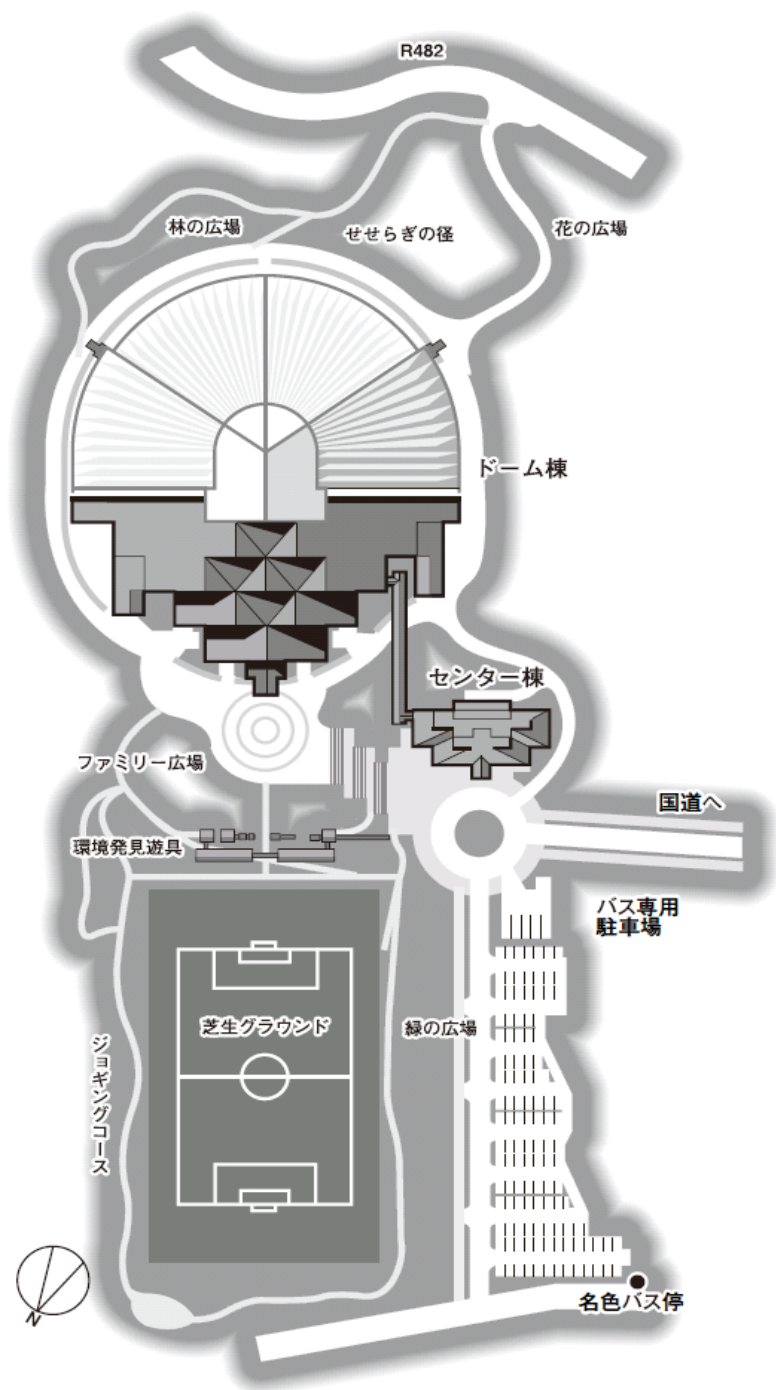 R482
林の広場
せせらぎの径
花の広場
ドーム棟
センター棟
ファミリー広場
国道へ
環境発見遊具
バス専用
駐車場
芝生グラウンド
緑の広場
ジョギングコース
名色バス停
N